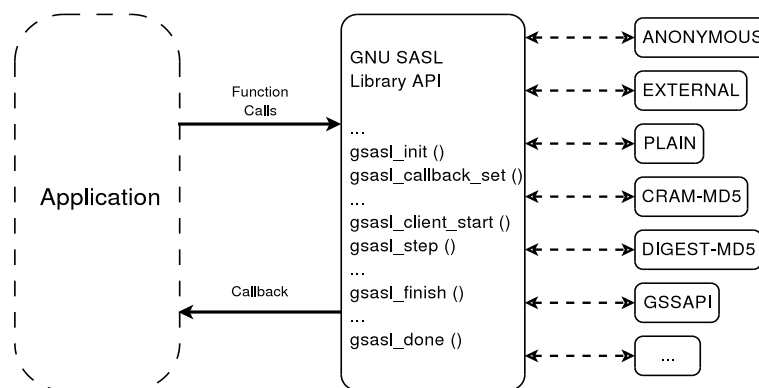 Application
Function
Calls
Callback
GNU SASL
Library API
...
gsasl_init ()
gsasl_callback_set ()
...
gsasl_client_start ()
gsasl_step ()
...
gsasl_finish ()
...
gsasl_done ()
ANONYMOUS
EXTERNAL
PLAIN
CRAM-MD5
DIGEST-MD5
GSSAPI
...